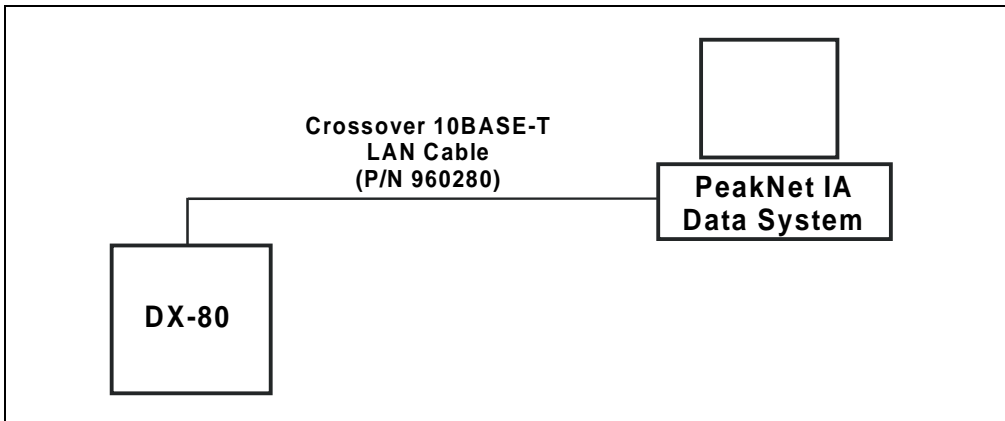 Crossover 10BASE-T
LAN Cable
(P/N 960280)
PeakNet IA
Data System
DX-80